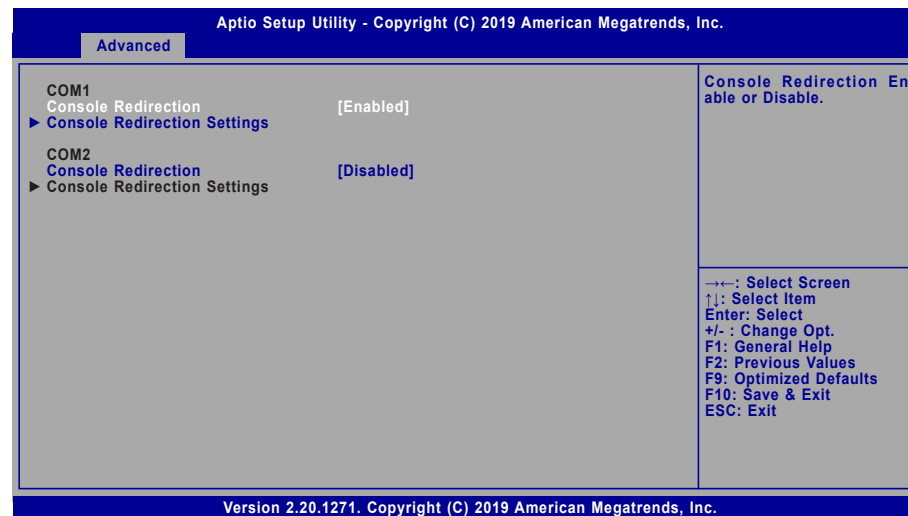 Aptio Setup Utility - Copyright (C) 2019 American Megatrends, Inc.
Advanced
COM1
Console Redirection [Enabled]
► Console Redirection Settings
COM2
Console Redirection [Disabled]
► Console Redirection Settings
Console Redirection En
able or Disable.
→←: Select Screen
↑↓: Select Item
Enter: Select
+/- : Change Opt.
F1: General Help
F2: Previous Values
F9: Optimized Defaults
F10: Save & Exit
ESC: Exit
Version 2.20.1271. Copyright (C) 2019 American Megatrends, Inc.